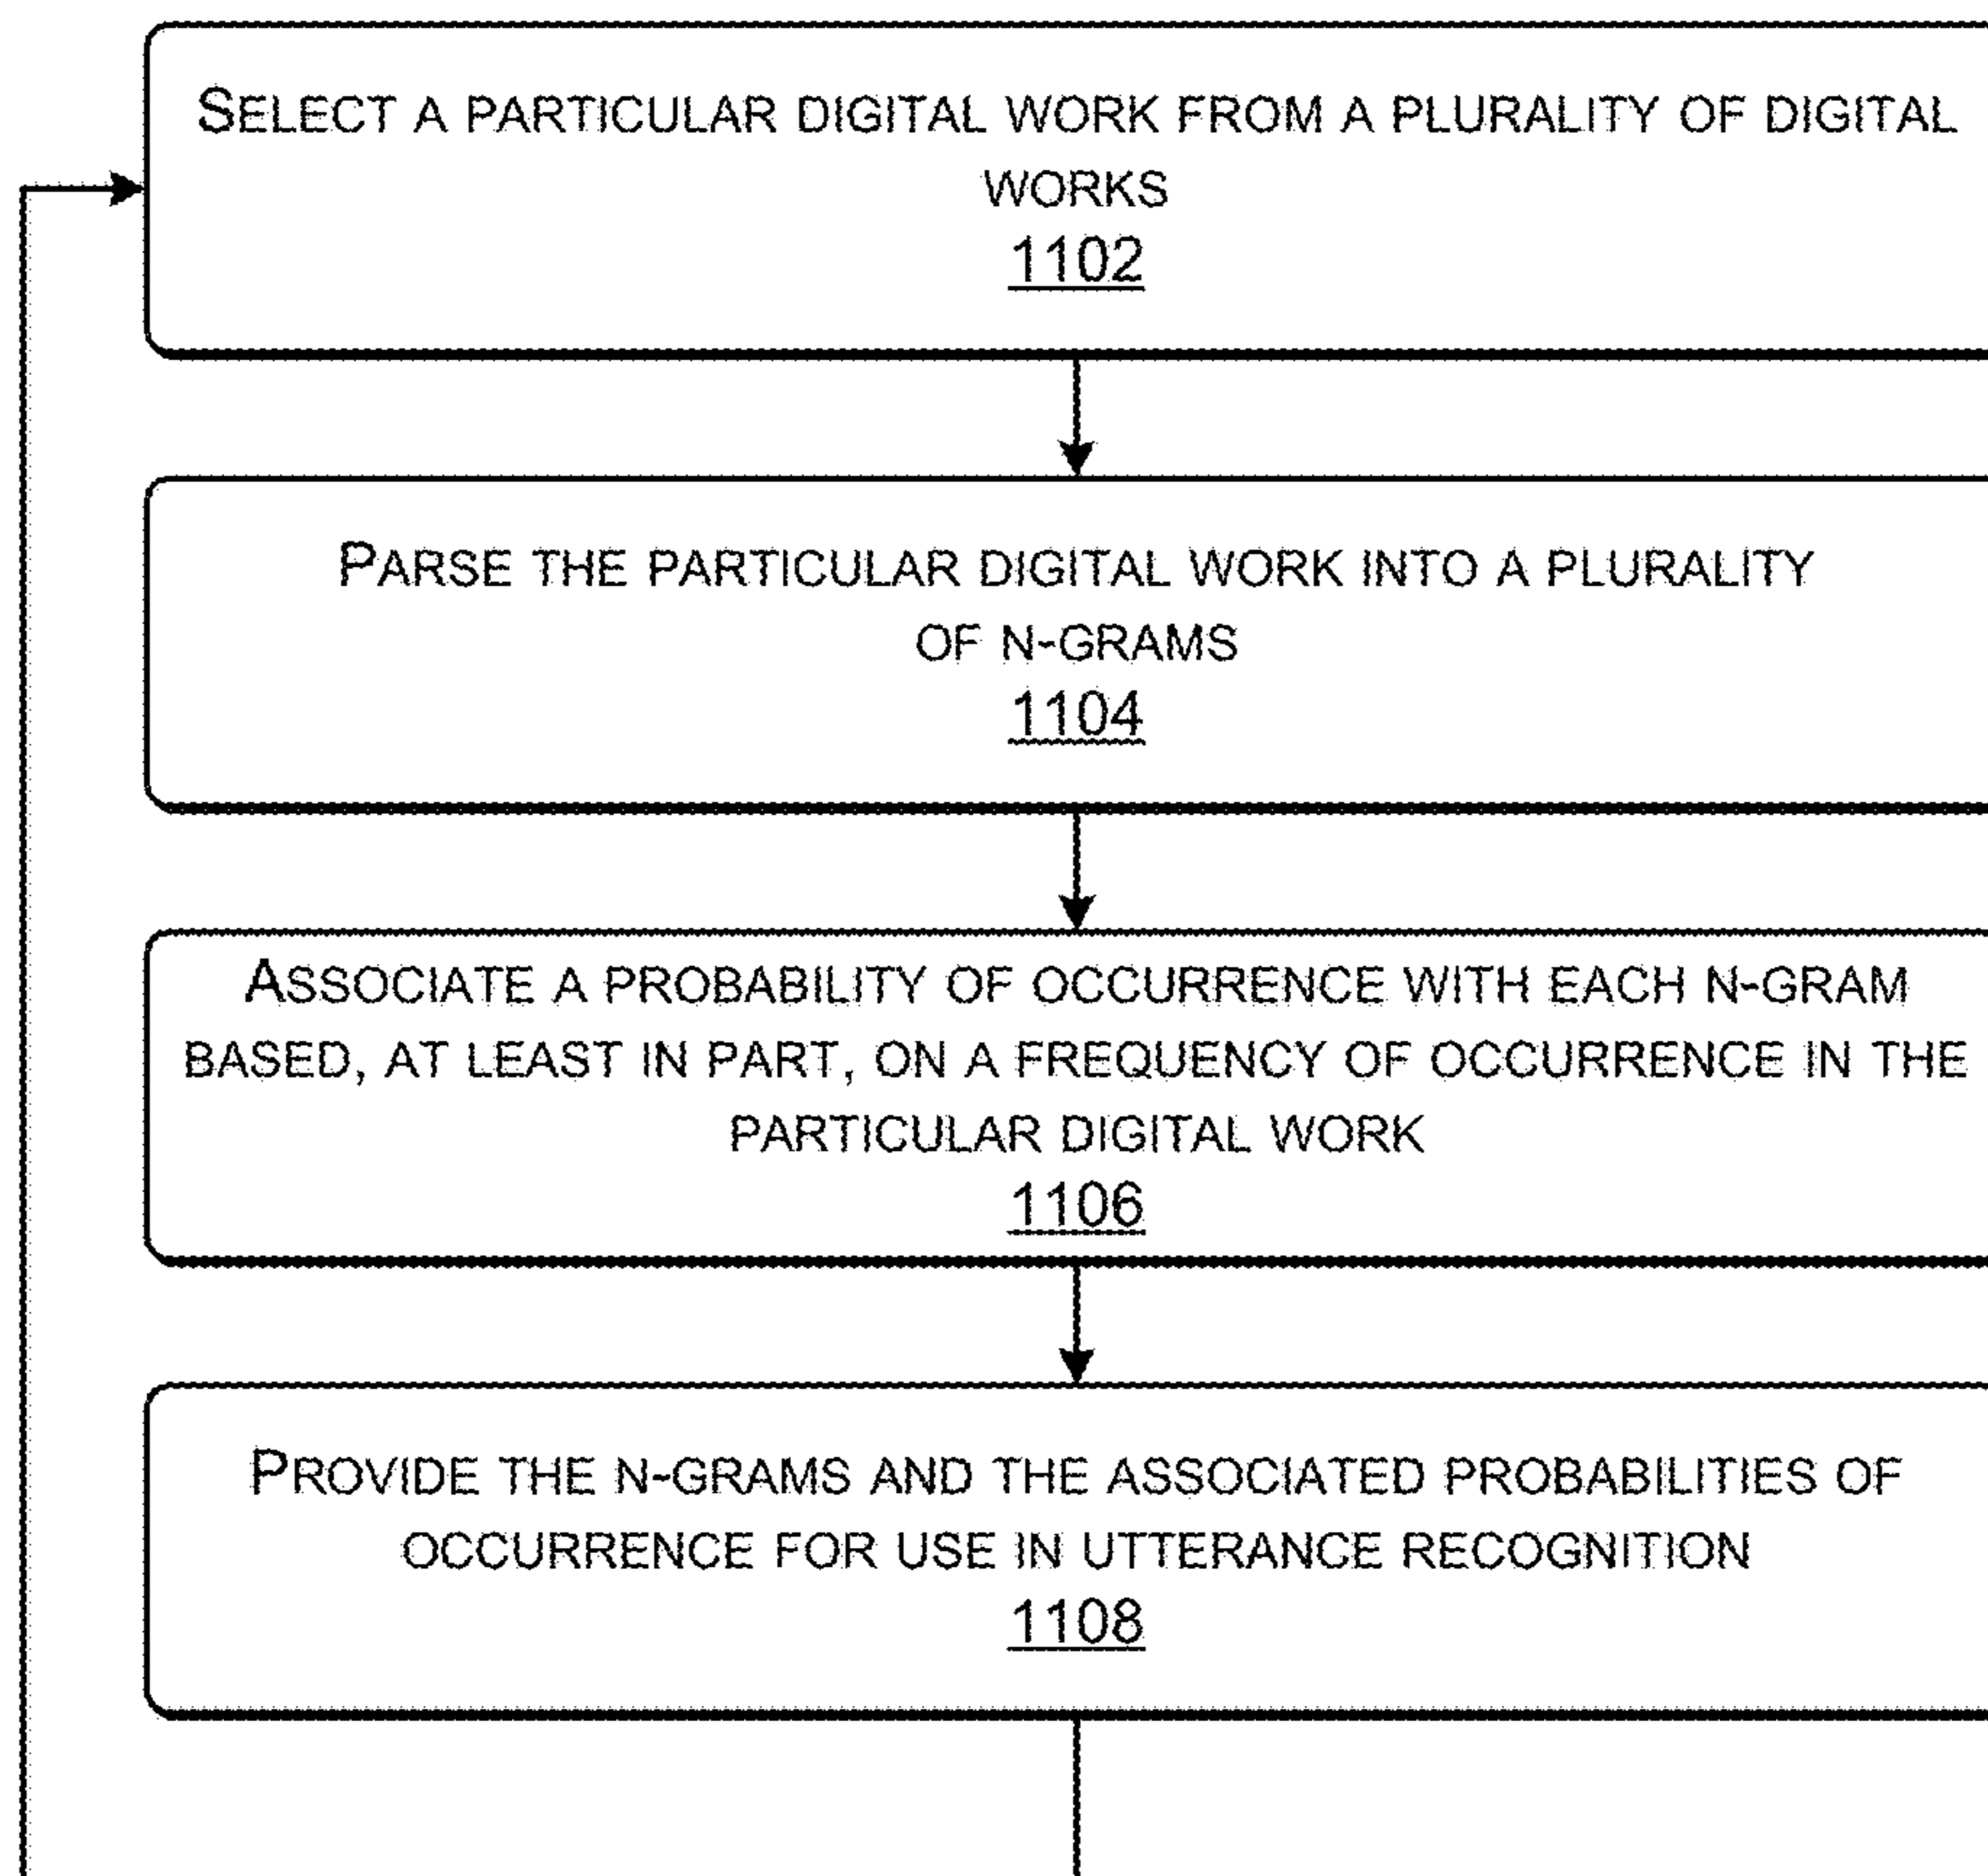 SELECT A PARTICULAR DIGITAL WORK FROM A PLURALITY OF DIGITAL
WORKS
1102
PARSE THE PARTICULAR DIGITAL WORK INTO A PLURALITY
OF N-GRAMS
1104
ASSOCIATE A PROBABILITY OF OCCURRENCE WITH EACH N-GRAM
BASED, AT LEAST IN PART, ON A FREQUENCY OF OCCURRENCE IN THE
PARTICULAR DIGITAL WORK
1106
PROVIDE THE N-GRAMS AND THE ASSOCIATED PROBABILITIES OF
OCCURRENCE FOR USE IN UTTERANCE RECOGNITION
1108